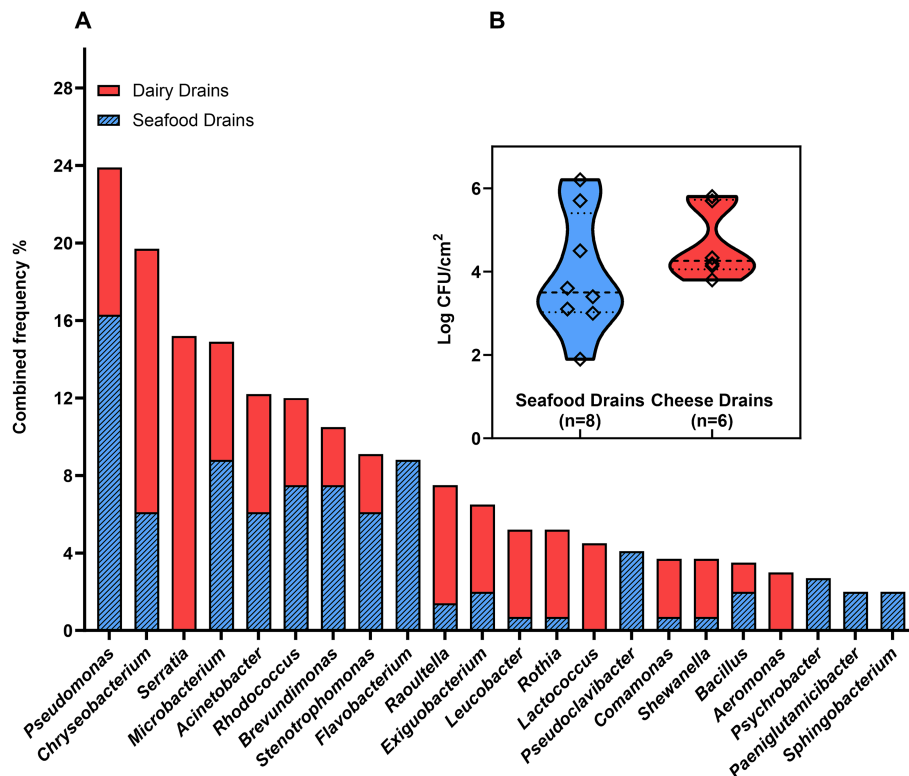 A
B
Combined frequency %
28
24
20
16
12
8
4
0
Dairy Drains
Seafood Drains
Log CFU/cm²
6
4
2
0
Seafood Drains Cheese Drains
(n=8) (n=6)
Pseudomonas
Chryseobacterium
Serratia
Microbacterium
Acinetobacter
Rhodococcus
Brevundimonas
Stenotrophomonas
Flavobacterium
Raoultella
Exiguobacterium
Leucobacter
Rothia
Lactococcus
Pseudoclavibacter
Comamonas
Shewanella
Bacillus
Aeromonas
Psychrobacter
Paeniglutamicibacter
Sphingobacterium